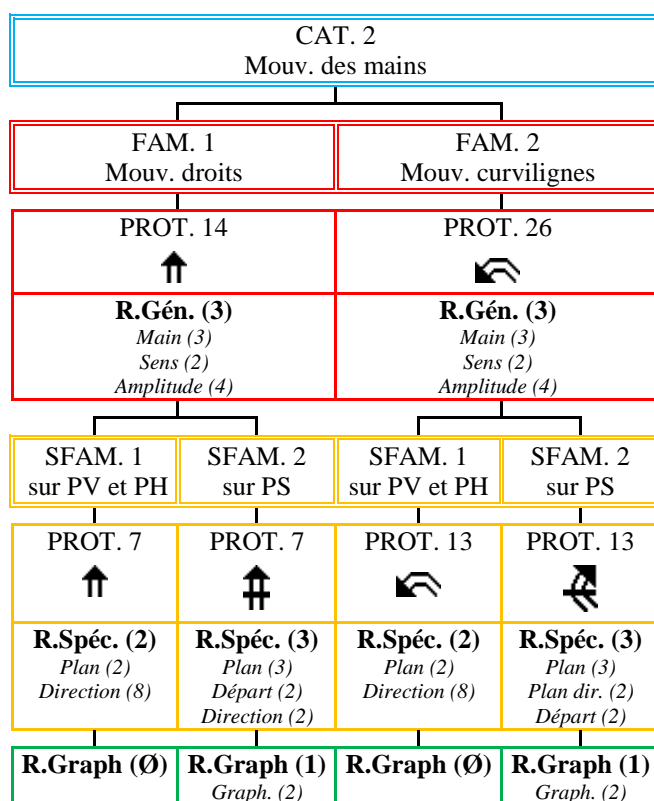 CAT. 2
Mouv. des mains
FAM. 1
Mouv. droits
FAM. 2
Mouv. curvilignes
PROT. 14
PROT. 26
R.Gén. (3)
Main (3)
Sens (2)
Amplitude (4)
R.Gén. (3)
Main (3)
Sens (2)
Amplitude (4)
SFAM. 1
sur PV et PH
SFAM. 2
sur PS
SFAM. 1
sur PV et PH
SFAM. 2
sur PS
PROT. 7
PROT. 7
PROT. 13
PROT. 13
R.Spéc. (2)
Plan (2)
Direction (8)
R.Spéc. (3)
Plan (3)
Départ (2)
Direction (2)
R.Spéc. (2)
Plan (2)
Direction (8)
R.Spéc. (3)
Plan (3)
Plan dir. (2)
Départ (2)
R.Graph (Ø)
R.Graph (1)
Graph. (2)
R.Graph (Ø)
R.Graph (1)
Graph. (2)